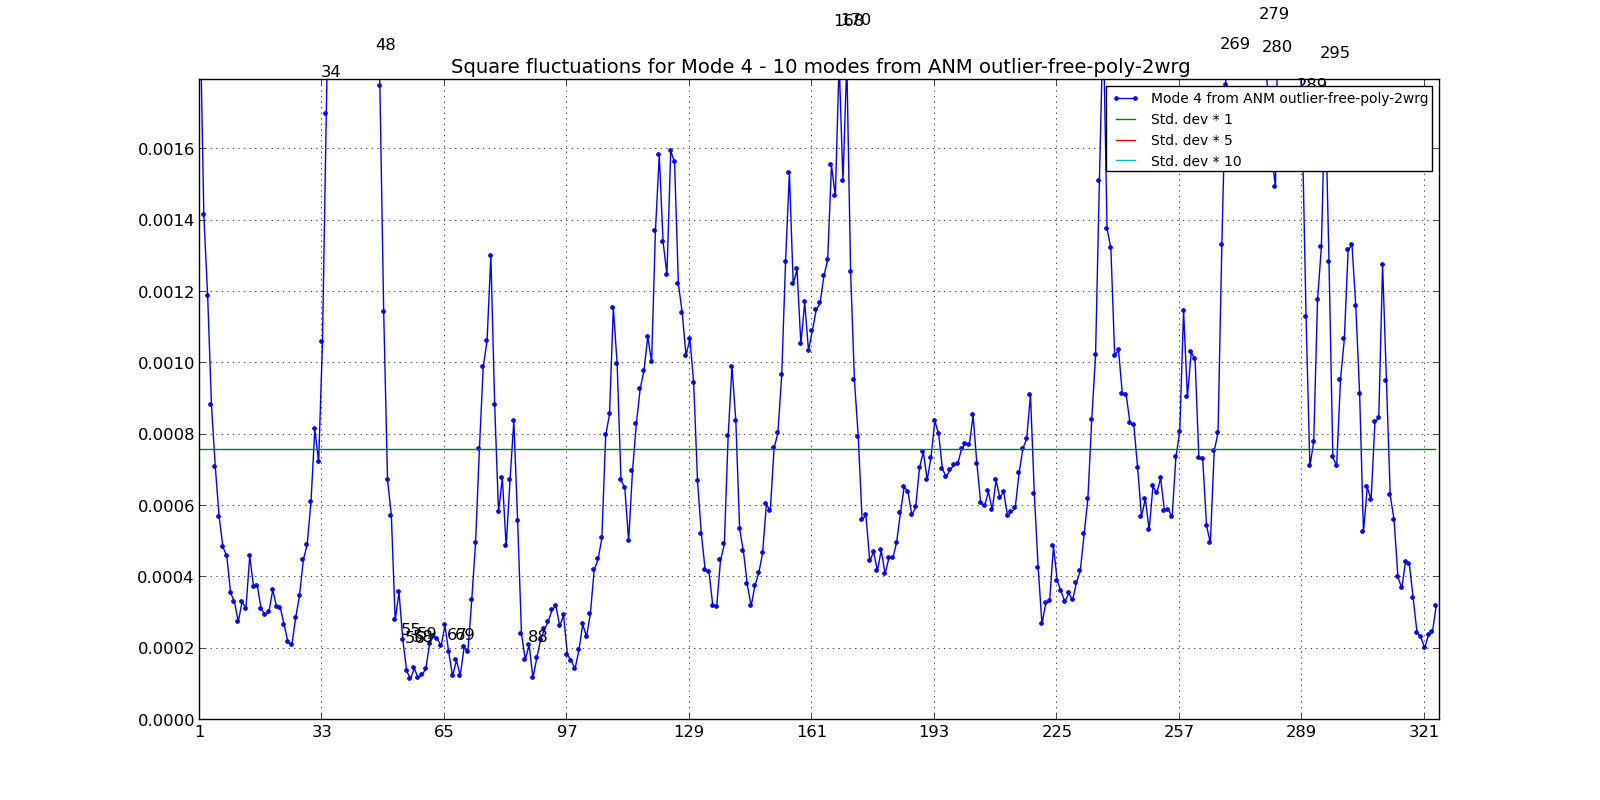 279
168 170
48 269 280
295
34 Square fluctuations for Mode 4 - 10 modes from ANM outlier-free-poly-2wrg
289
Mode 4 from ANM outlier-free-poly-2wrg
Std. dev * 1
Std. dev * 5
Std. dev * 10
0.0016
0.0014
0.0012
0.0010
0.0008
0.0006
0.0004
55 59 67 69 88
0.0002
0.0000
1 33 65 97 129 161 193 225 257 289 321